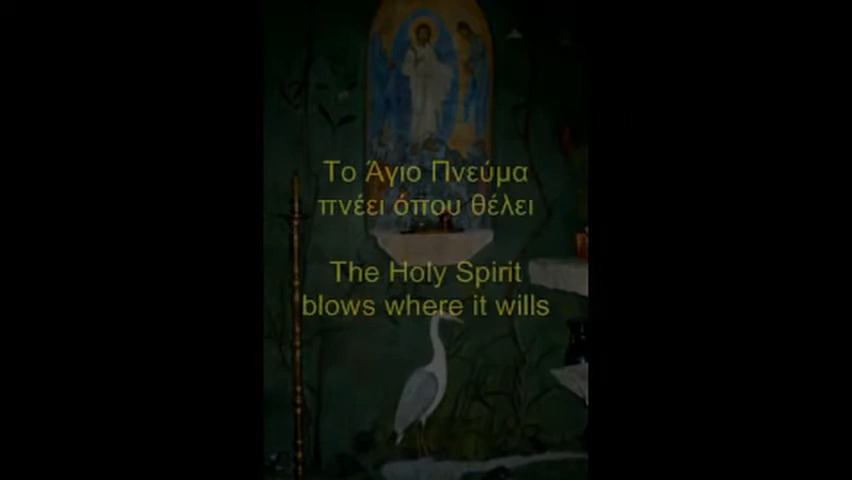 Το Άγιο Πνεύμα
πνέει όπου θέλει
The Holy Spirit
blows where it wills